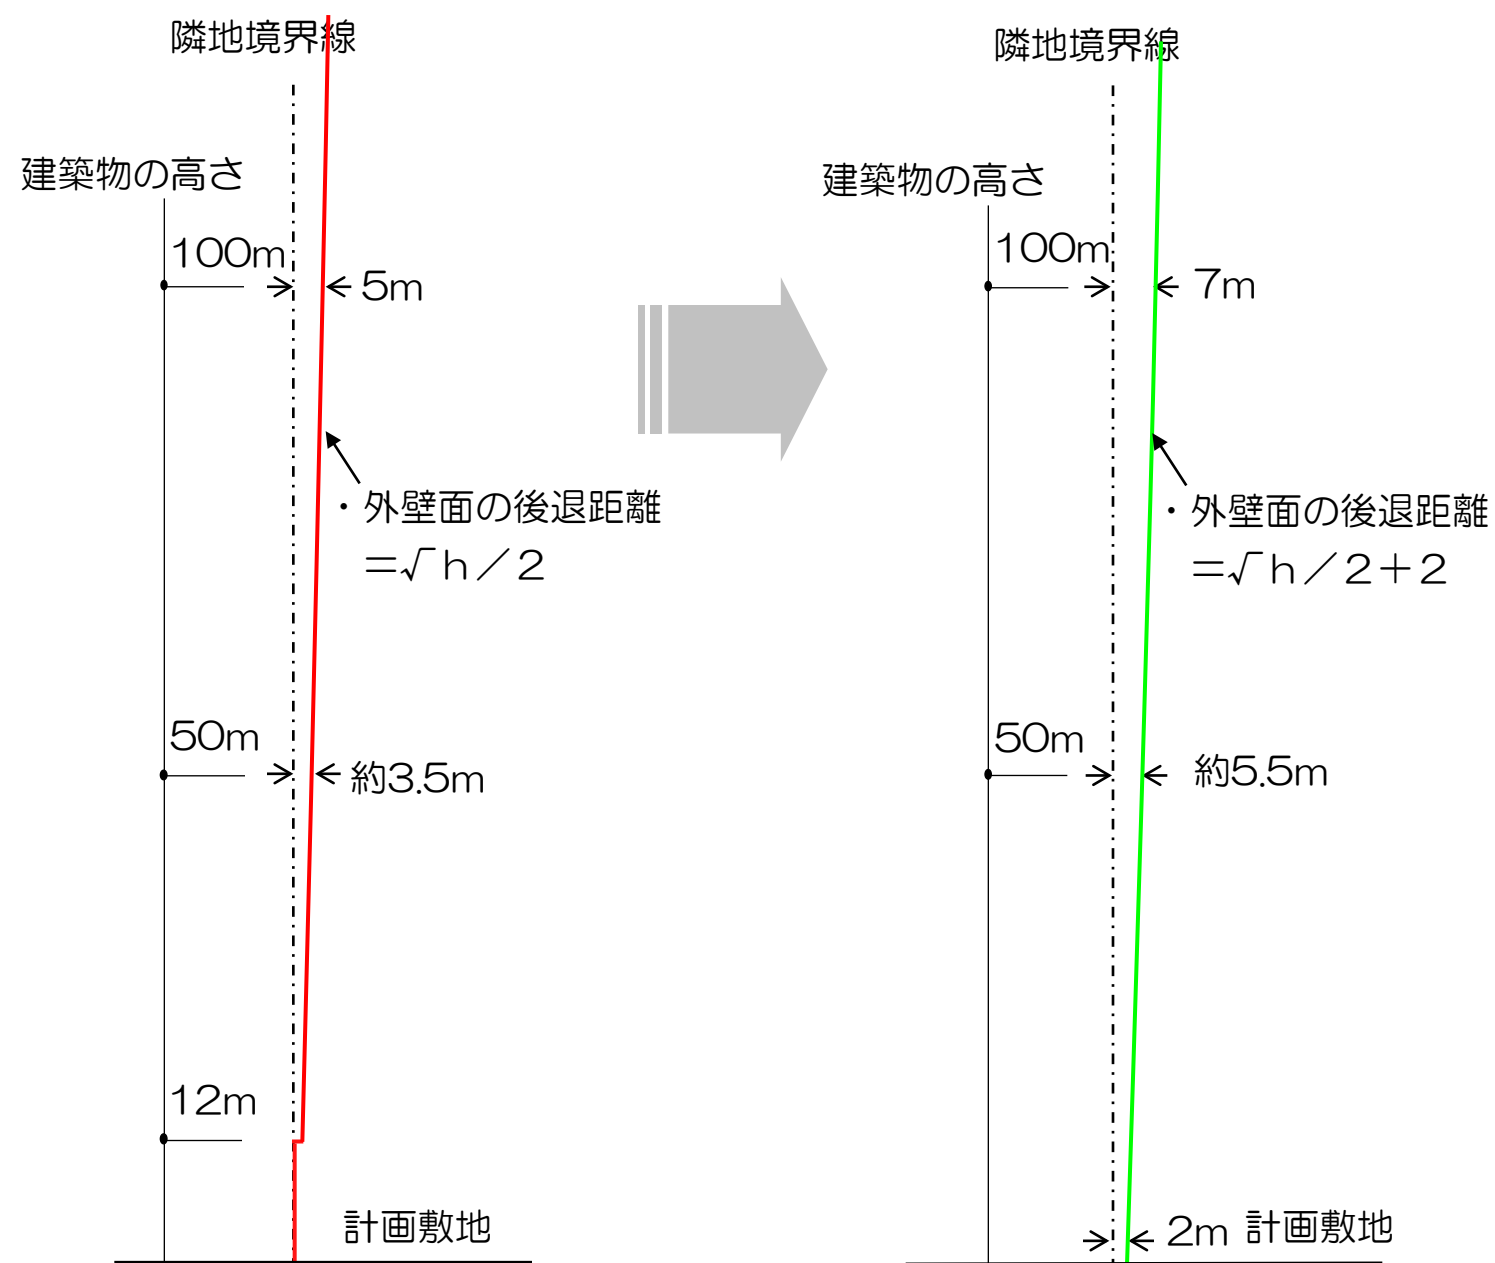 隣地境界線
建築物の高さ
100m
5m
・外壁面の後退距離
＝√ｈ／２
50m
約3.5m
12m
計画敷地
隣地境界線
建築物の高さ
100m
7m
・外壁面の後退距離
＝√ｈ／２＋２
50m
約5.5m
2m
計画敷地